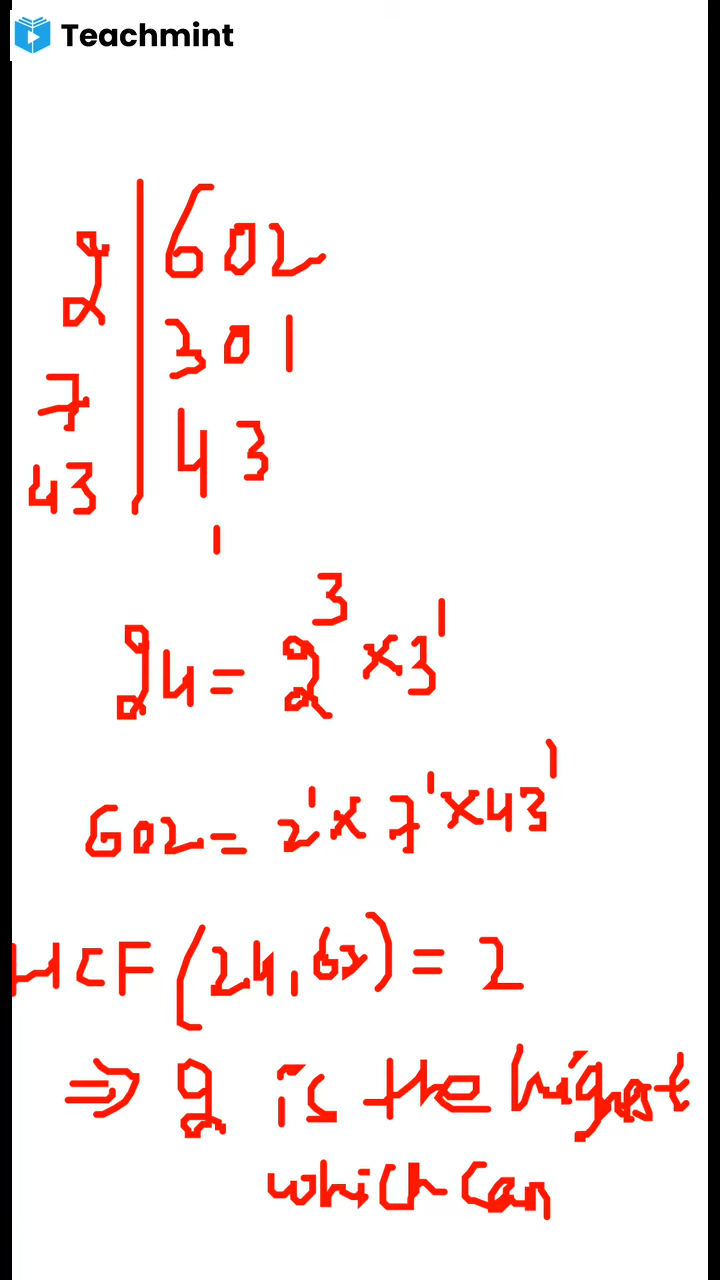 Teachmint
2 | 602
7 | 301
43 | 43
1
24 = 2³ × 3¹
602 = 2¹ × 7¹ × 43¹
HCF (24, 602) = 2
⇒ 2 is the highest
which can